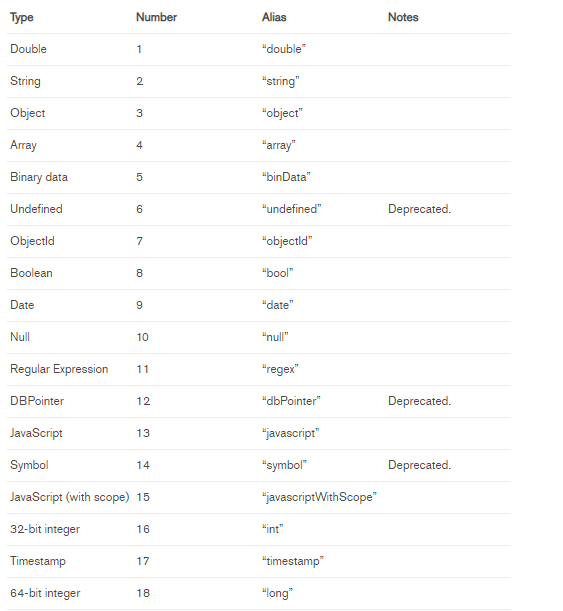 Type Number Alias Notes
Double 1 “double”
String 2 “string”
Object 3 “object”
Array 4 “array”
Binary data 5 “binData”
Undefined 6 “undefined” Deprecated.
ObjectId 7 “objectId”
Boolean 8 “bool”
Date 9 “date”
Null 10 “null”
Regular Expression 11 “regex”
DBPointer 12 “dbPointer” Deprecated.
JavaScript 13 “javascript”
Symbol 14 “symbol” Deprecated.
JavaScript (with scope) 15 “javascriptWithScope”
32-bit integer 16 “int”
Timestamp 17 “timestamp”
64-bit integer 18 “long”